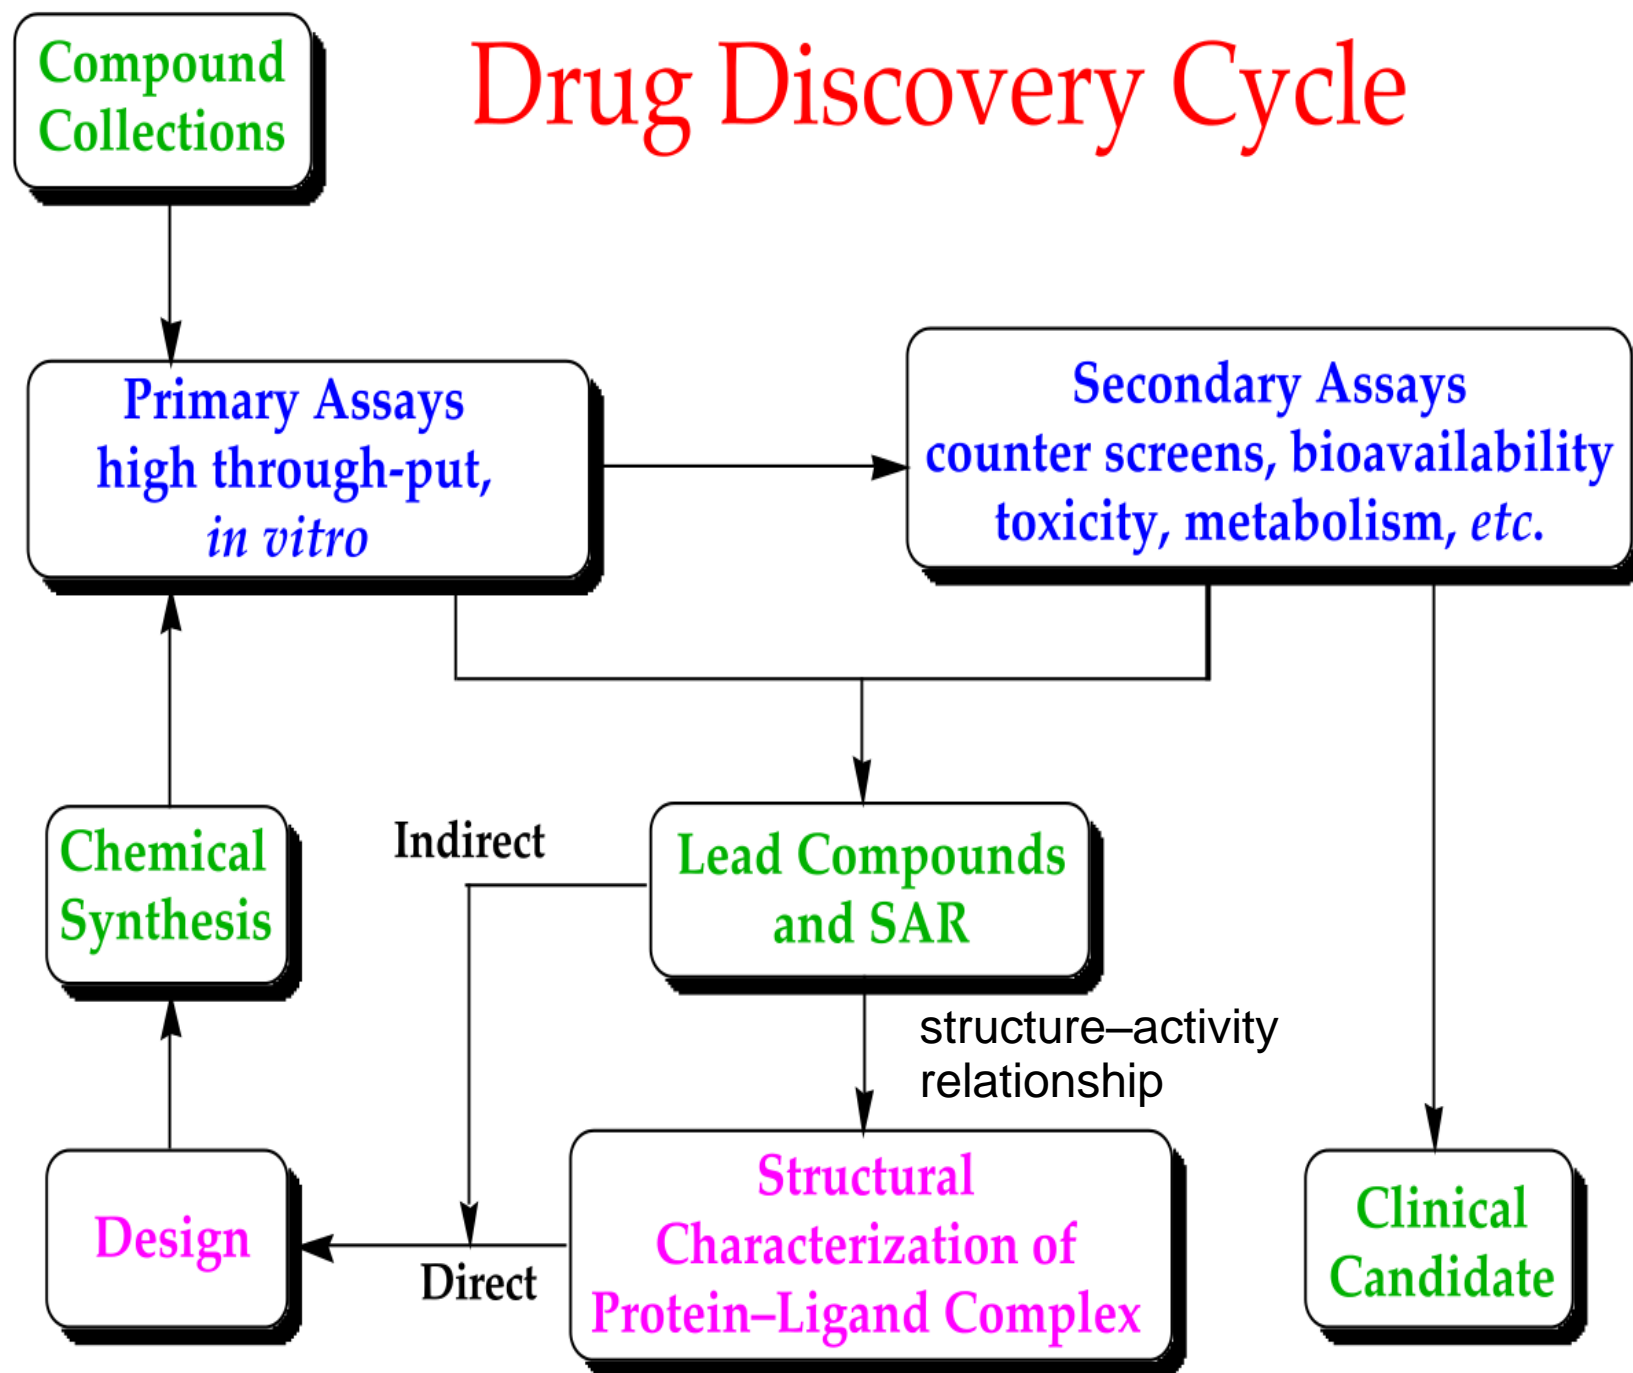 Compound
Collections
Drug Discovery Cycle
Primary Assays
high through-put,
in vitro
Secondary Assays
counter screens, bioavailability
toxicity, metabolism, etc.
Chemical
Synthesis
Indirect
Lead Compounds
and SAR
structure–activity
relationship
Design
Direct
Structural
Characterization of
Protein–Ligand Complex
Clinical
Candidate